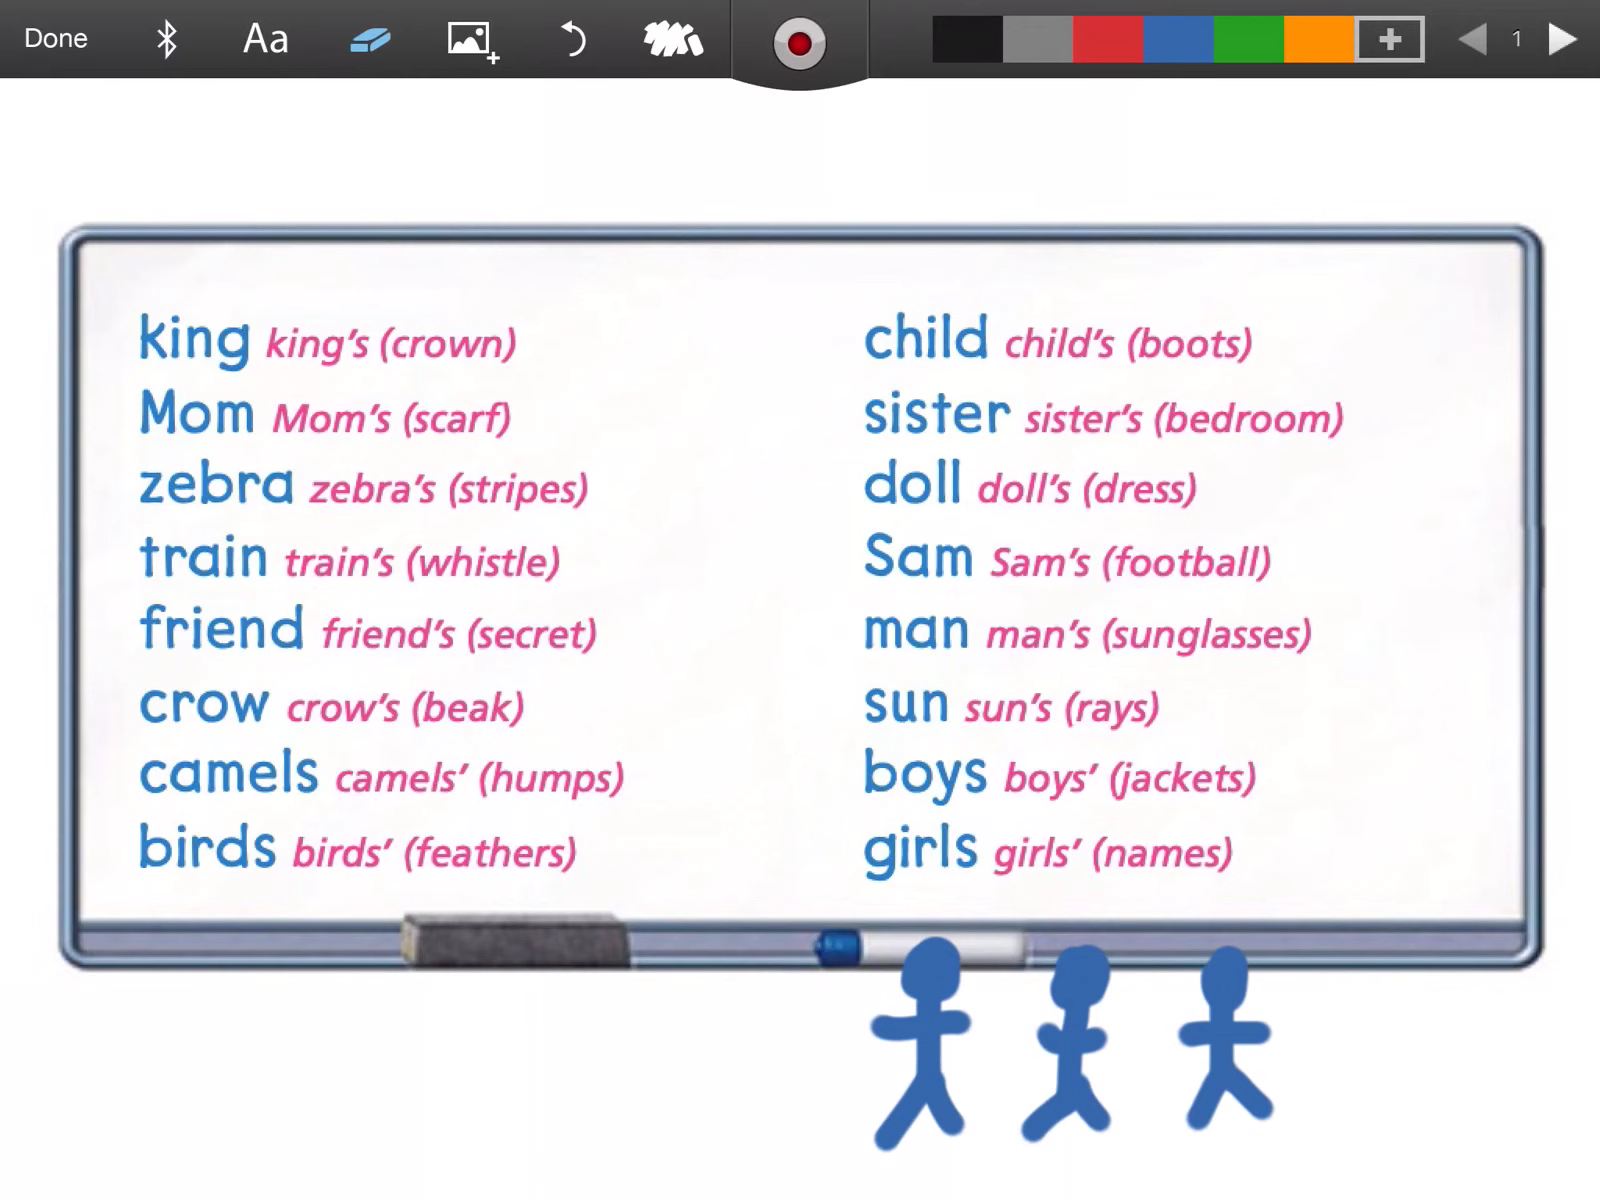 Done Aa 1
king king's (crown)
Mom Mom's (scarf)
zebra zebra's (stripes)
train train's (whistle)
friend friend's (secret)
crow crow's (beak)
camels camels' (humps)
birds birds' (feathers)
child child's (boots)
sister sister's (bedroom)
doll doll's (dress)
Sam Sam's (football)
man man's (sunglasses)
sun sun's (rays)
boys boys' (jackets)
girls girls' (names)